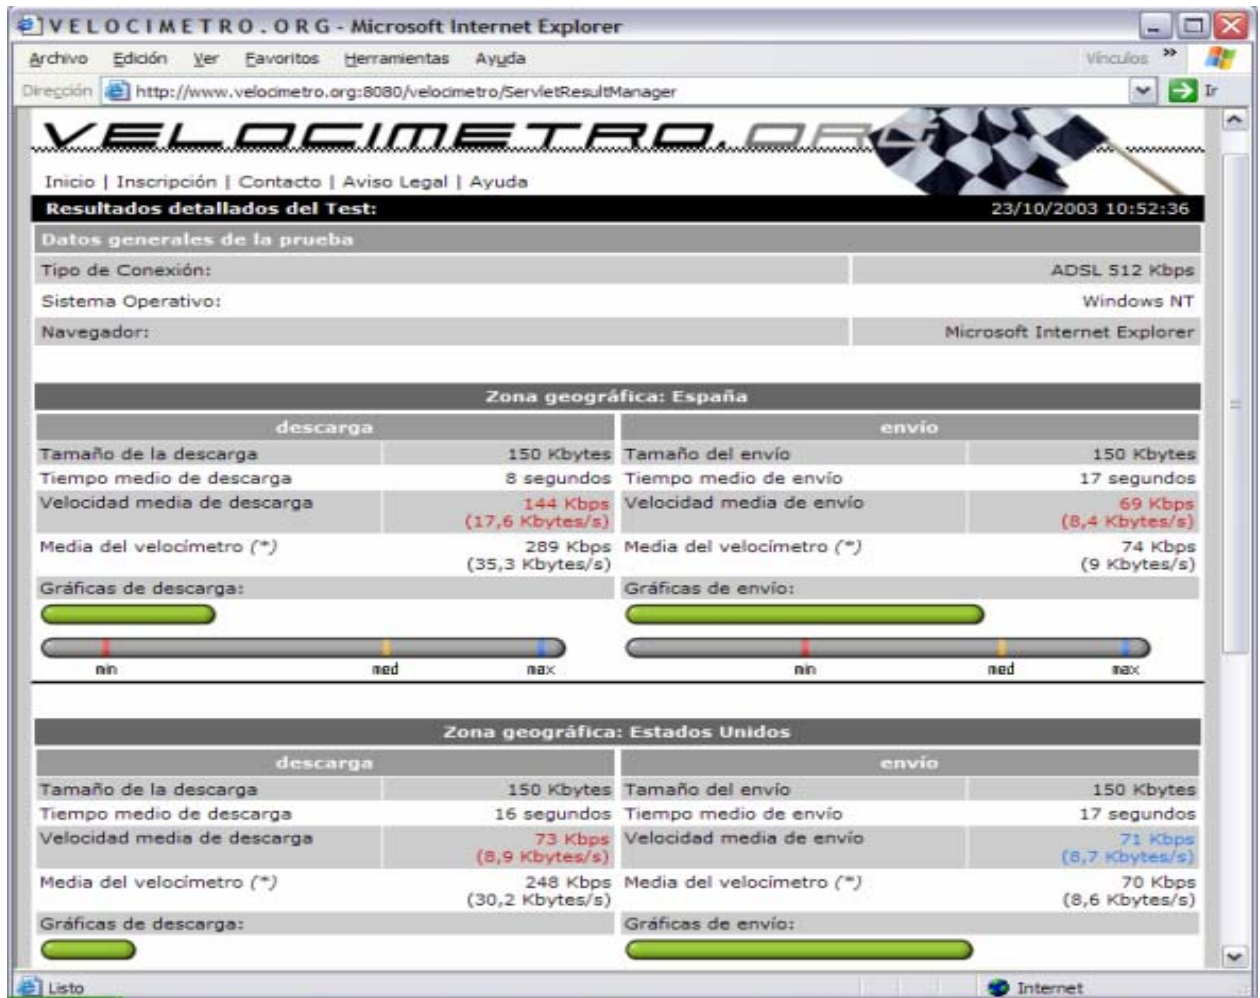 VELOCIMETRO.ORG - Microsoft Internet Explorer
Archivo Edición Ver Favoritos Herramientas Ayuda Vínculos »
Dirección http://www.velocimetro.org:8080/velocimetro/ServletResultManager Ir
VELOCIMETRO.ORG
Inicio | Inscripción | Contacto | Aviso Legal | Ayuda
Resultados detallados del Test: 23/10/2003 10:52:36
Datos generales de la prueba
Tipo de Conexión: ADSL 512 Kbps
Sistema Operativo: Windows NT
Navegador: Microsoft Internet Explorer
Zona geográfica: España
descarga envío
Tamaño de la descarga 150 Kbytes Tamaño del envío 150 Kbytes
Tiempo medio de descarga 8 segundos Tiempo medio de envío 17 segundos
Velocidad media de descarga 144 Kbps Velocidad media de envío 69 Kbps
(17,6 Kbytes/s) (8,4 Kbytes/s)
Media del velocímetro (*) 289 Kbps Media del velocímetro (*) 74 Kbps
(35,3 Kbytes/s) (9 Kbytes/s)
Gráficas de descarga: Gráficas de envío:
min med max min med max
Zona geográfica: Estados Unidos
descarga envío
Tamaño de la descarga 150 Kbytes Tamaño del envío 150 Kbytes
Tiempo medio de descarga 16 segundos Tiempo medio de envío 17 segundos
Velocidad media de descarga 73 Kbps Velocidad media de envío 71 Kbps
(8,9 Kbytes/s) (8,7 Kbytes/s)
Media del velocímetro (*) 248 Kbps Media del velocímetro (*) 70 Kbps
(30,2 Kbytes/s) (8,6 Kbytes/s)
Gráficas de descarga: Gráficas de envío:
Listo Internet